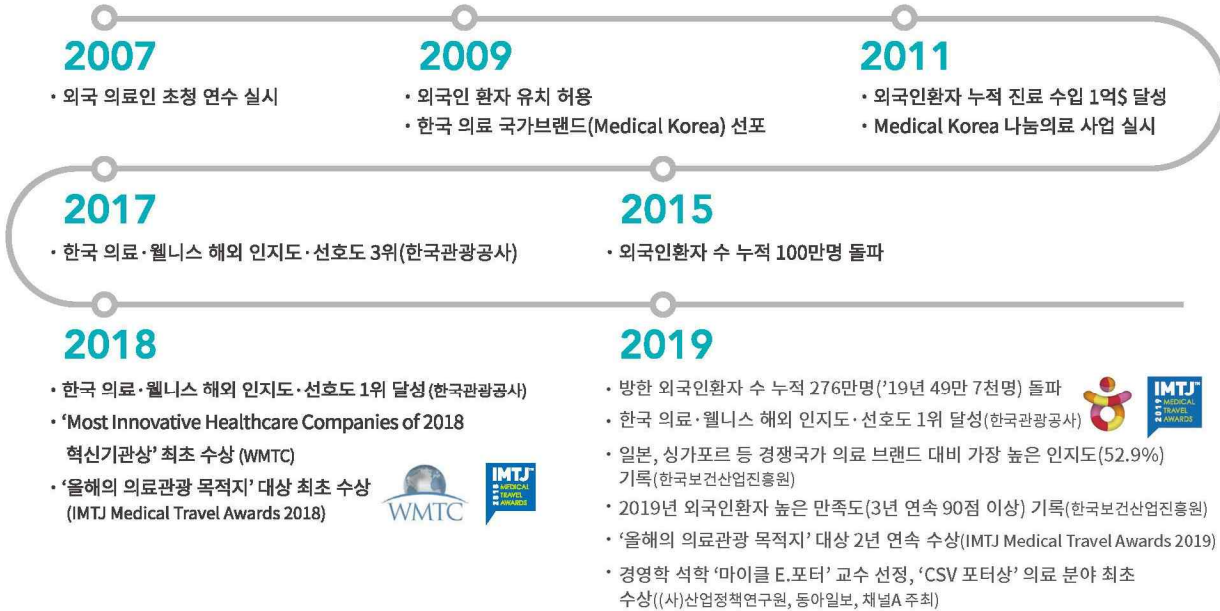 2007
· 외국 의료인 초청 연수 실시
2009
· 외국인 환자 유치 허용
· 한국 의료 국가브랜드(Medical Korea) 선포
2011
· 외국인환자 누적 진료 수입 1억$ 달성
· Medical Korea 나눔의료 사업 실시
2015
· 외국인환자 수 누적 100만명 돌파
2017
· 한국 의료·웰니스 해외 인지도·선호도 3위(한국관광공사)
2018
· 한국 의료·웰니스 해외 인지도·선호도 1위 달성(한국관광공사)
· ‘Most Innovative Healthcare Companies of 2018
혁신기관상’ 최초 수상 (WMTC)
· ‘올해의 의료관광 목적지’ 대상 최초 수상
(IMTJ Medical Travel Awards 2018)
WMTC
IMTJ™
2018
MEDICAL
TRAVEL
AWARDS
2019
· 방한 외국인환자 수 누적 276만명(’19년 49만 7천명) 돌파
· 한국 의료·웰니스 해외 인지도·선호도 1위 달성(한국관광공사)
IMTJ™
2019
MEDICAL
TRAVEL
AWARDS
· 일본, 싱가포르 등 경쟁국가 의료 브랜드 대비 가장 높은 인지도(52.9%)
기록(한국보건산업진흥원)
· 2019년 외국인환자 높은 만족도(3년 연속 90점 이상) 기록(한국보건산업진흥원)
· ‘올해의 의료관광 목적지’ 대상 2년 연속 수상(IMTJ Medical Travel Awards 2019)
· 경영학 석학 ‘마이클 E.포터’ 교수 선정, ‘CSV 포터상’ 의료 분야 최초
수상((사)산업정책연구원, 동아일보, 채널A 주최)